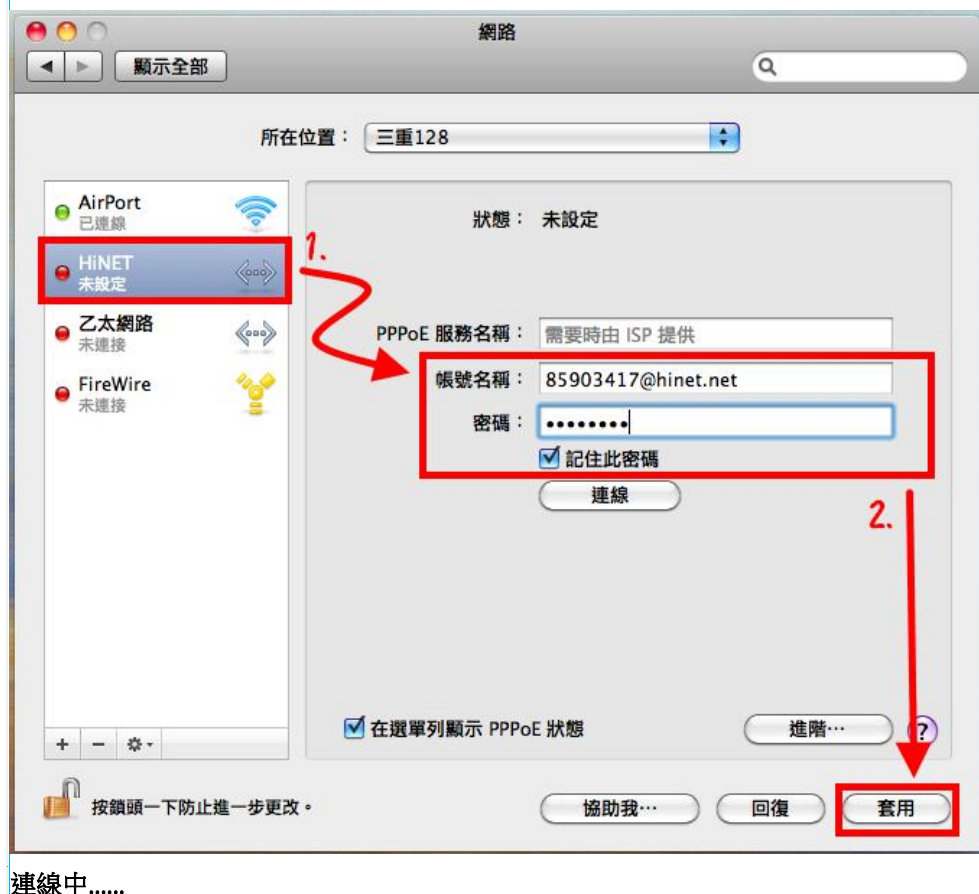 網路
顯示全部
所在位置： 三重128
AirPort
已連線
HiNET
未設定
乙太網路
未連接
FireWire
未連接
1.
狀態： 未設定
PPPoE 服務名稱： 需要時由 ISP 提供
帳號名稱： 85903417@hinet.net
密碼： ••••••••
記住此密碼
連線
2.
在選單列顯示 PPPoE 狀態
進階… ?
+ −
按鎖頭一下防止進一步更改。
協助我… 回復 套用
連線中......